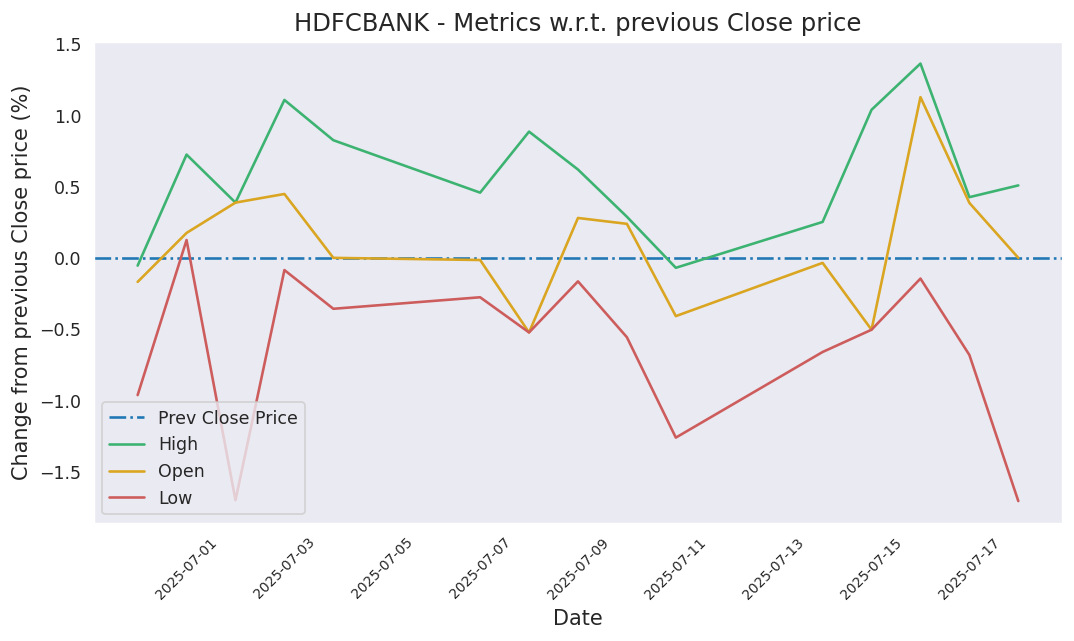 HDFCBANK - Metrics w.r.t. previous Close price
Change from previous Close price (%)
1.5
1.0
0.5
0.0
−0.5
−1.0
−1.5
Prev Close Price
High
Open
Low
2025-07-01
2025-07-03
2025-07-05
2025-07-07
2025-07-09
2025-07-11
2025-07-13
2025-07-15
2025-07-17
Date